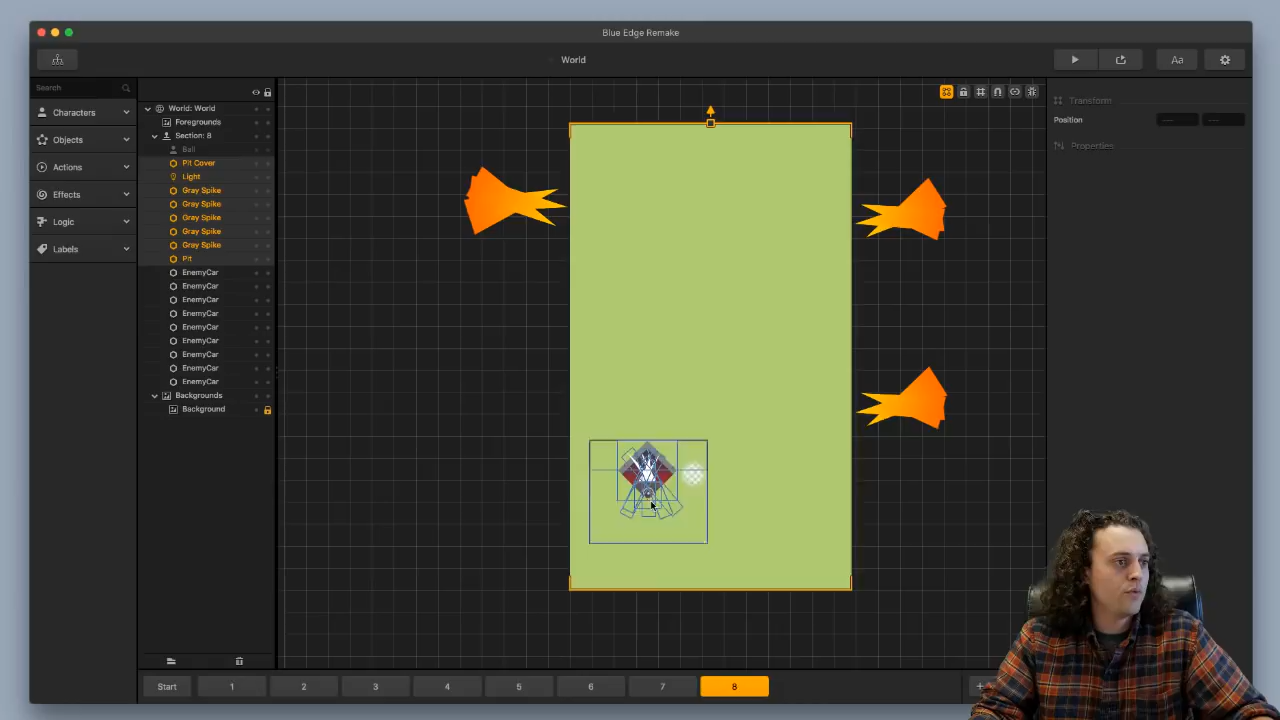 Blue Edge Remake
World
Aa
Search
Characters
Objects
Actions
Effects
Logic
Labels
World: World
Foregrounds
Section: 8
Ball
Pit Cover
Light
Gray Spike
Gray Spike
Gray Spike
Gray Spike
Gray Spike
Pit
EnemyCar
EnemyCar
EnemyCar
EnemyCar
EnemyCar
EnemyCar
EnemyCar
EnemyCar
EnemyCar
Backgrounds
Background
Transform
Position
Properties
Start 1 2 3 4 5 6 7 8 +